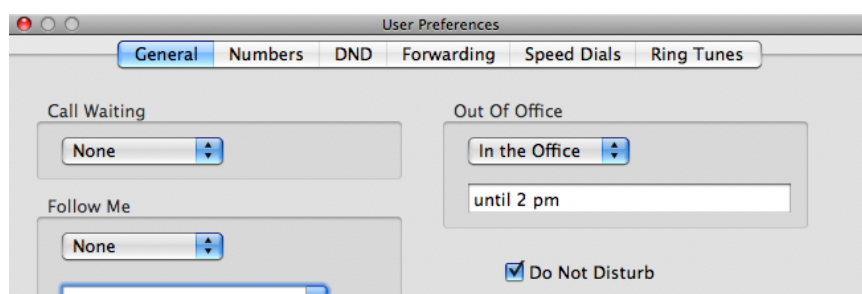 User Preferences
General Numbers DND Forwarding Speed Dials Ring Tunes
Call Waiting
None
Follow Me
None
Out Of Office
In the Office
until 2 pm
Do Not Disturb